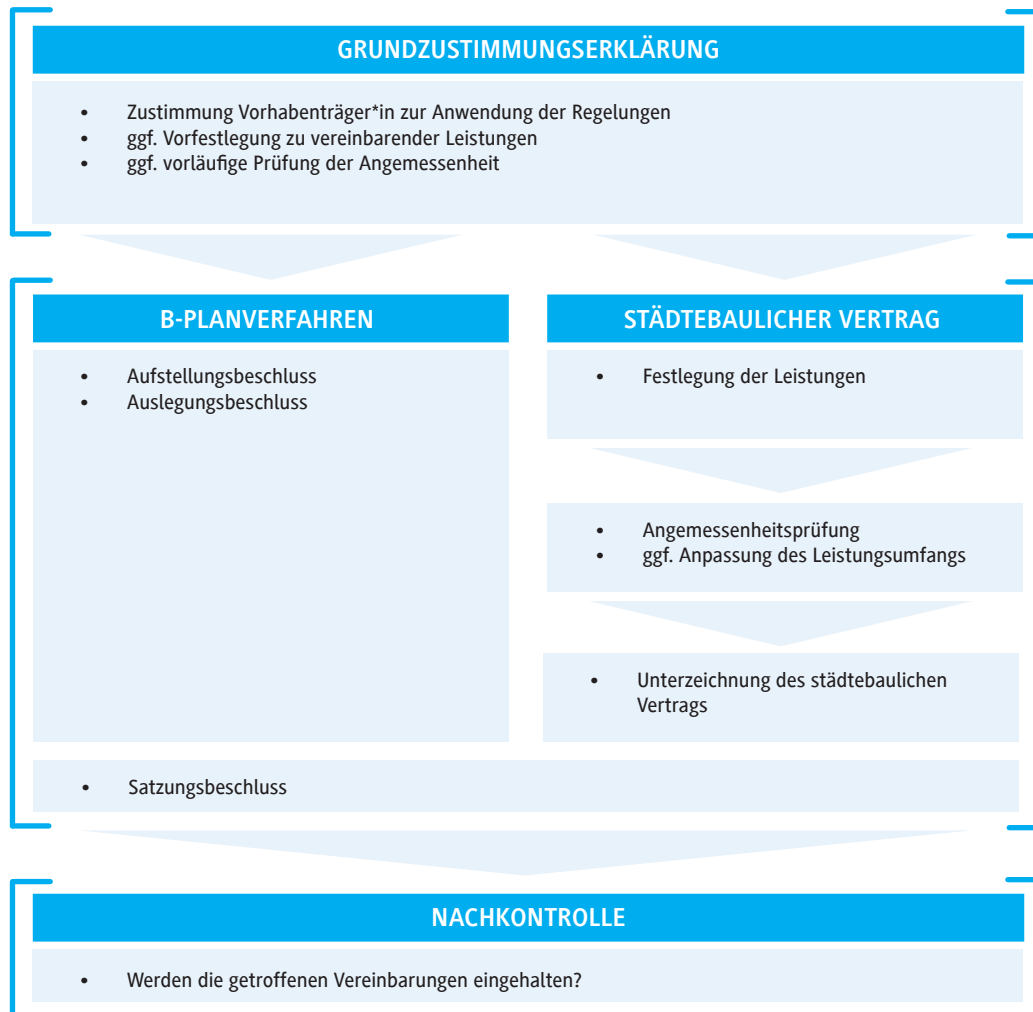 GRUNDZUSTIMMUNGSERKLÄRUNG
• Zustimmung Vorhabenträger*in zur Anwendung der Regelungen
• ggf. Vorfestlegung zu vereinbarender Leistungen
• ggf. vorläufige Prüfung der Angemessenheit
B-PLANVERFAHREN
• Aufstellungsbeschluss
• Auslegungsbeschluss
STÄDTEBAULICHER VERTRAG
• Festlegung der Leistungen
• Angemessenheitsprüfung
• ggf. Anpassung des Leistungsumfangs
• Unterzeichnung des städtebaulichen
Vertrags
• Satzungsbeschluss
NACHKONTROLLE
• Werden die getroffenen Vereinbarungen eingehalten?